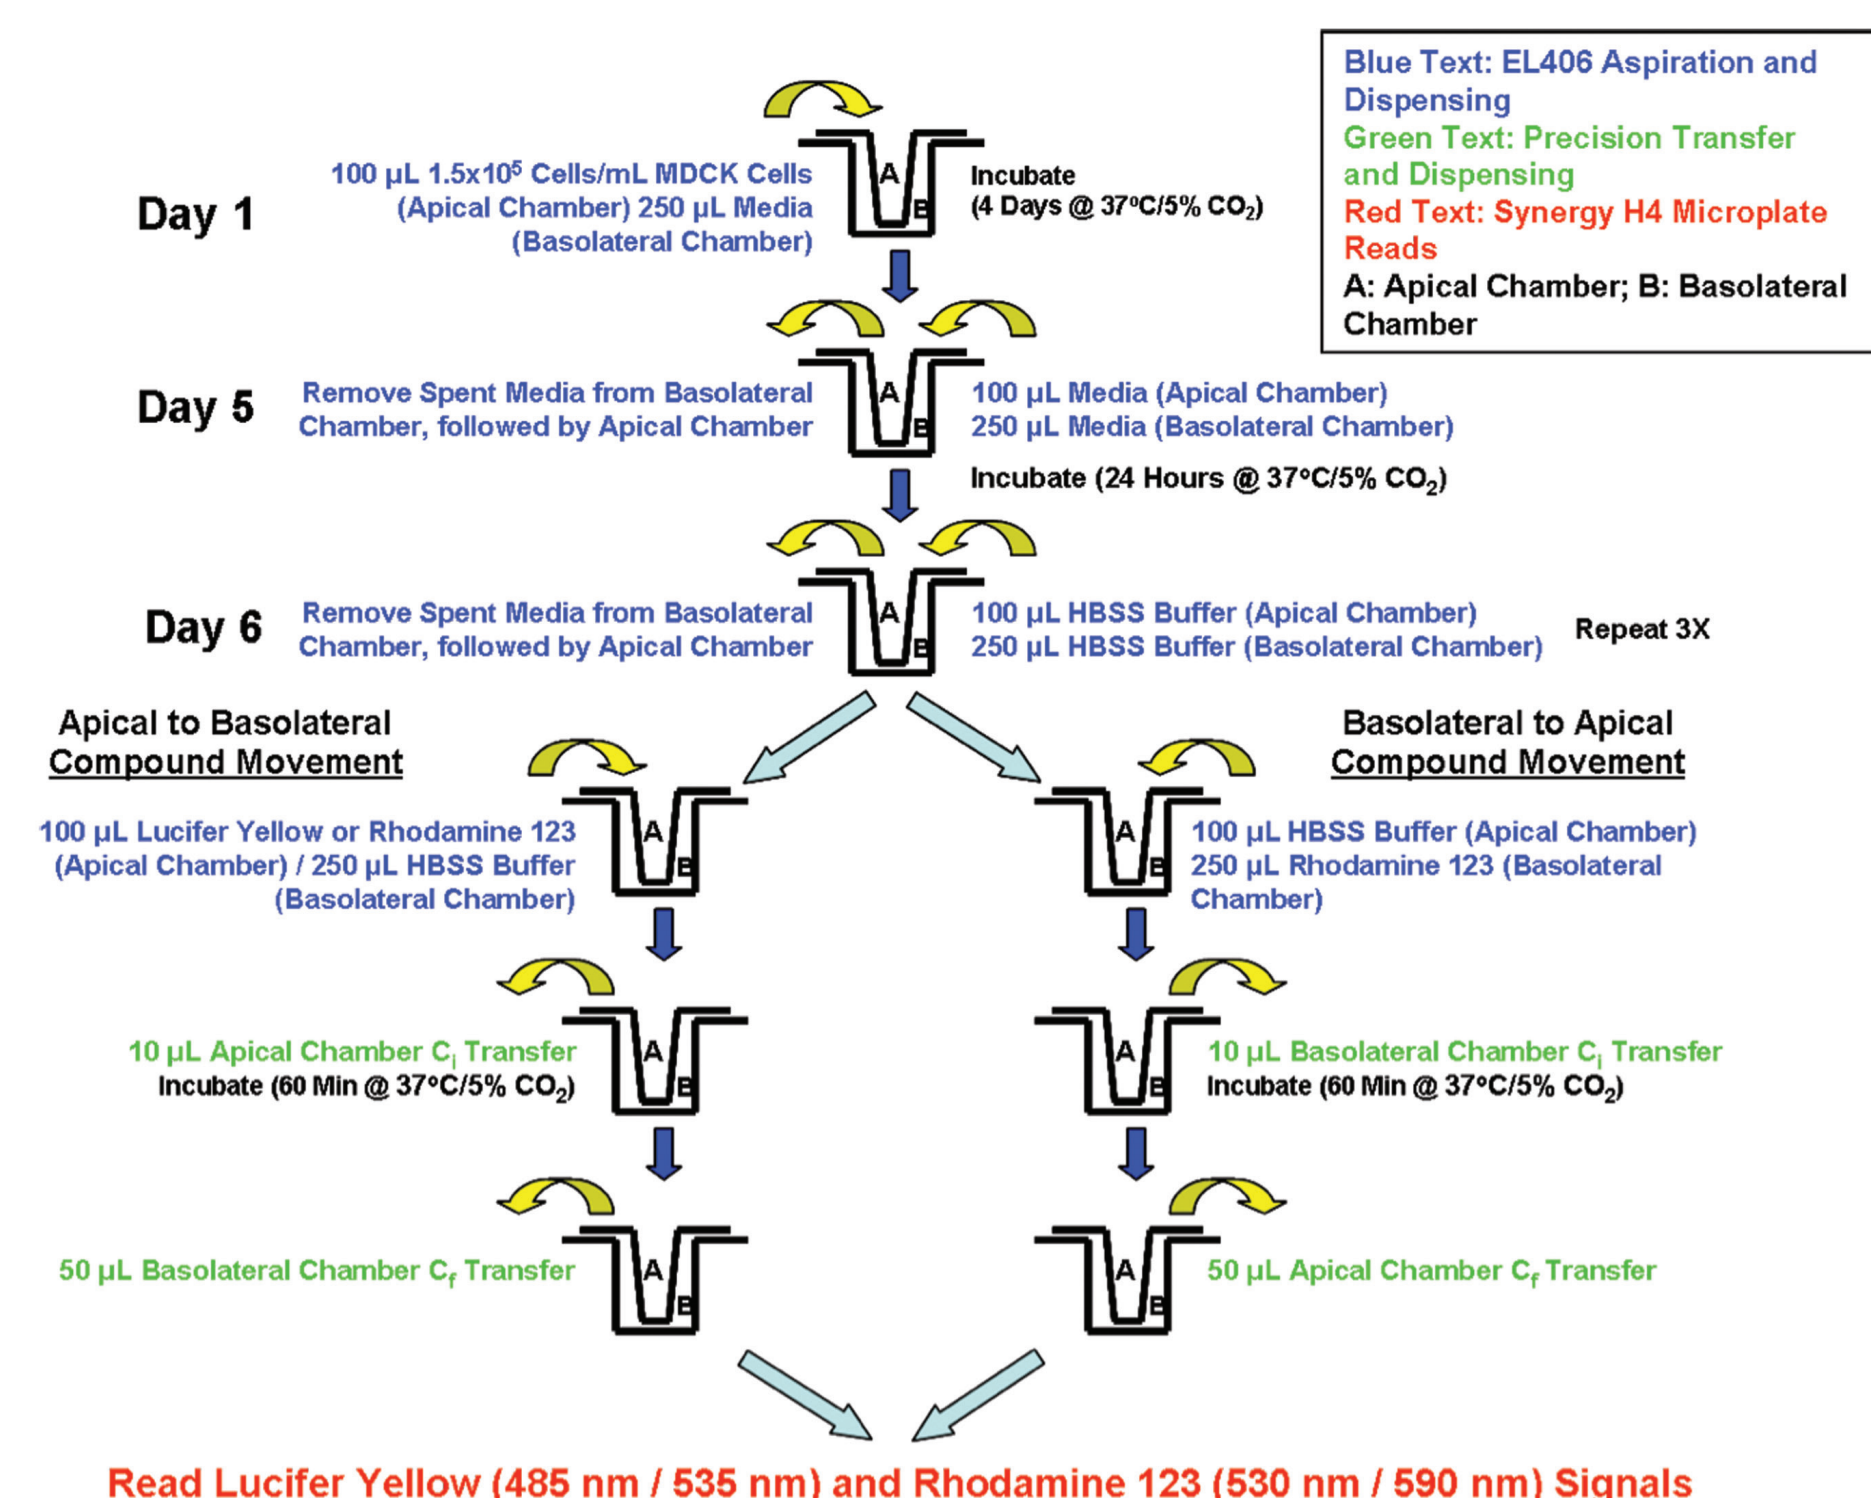 Blue Text: EL406 Aspiration and
Dispensing
Green Text: Precision Transfer
and Dispensing
Red Text: Synergy H4 Microplate
Reads
A: Apical Chamber; B: Basolateral
Chamber
Day 1
100 µL 1.5x10⁵ Cells/mL MDCK Cells
(Apical Chamber) 250 µL Media
(Basolateral Chamber)
A
B
Incubate
(4 Days @ 37ºC/5% CO₂)
Day 5
Remove Spent Media from Basolateral
Chamber, followed by Apical Chamber
A
B
100 µL Media (Apical Chamber)
250 µL Media (Basolateral Chamber)
Incubate (24 Hours @ 37ºC/5% CO₂)
Day 6
Remove Spent Media from Basolateral
Chamber, followed by Apical Chamber
A
B
100 µL HBSS Buffer (Apical Chamber)
250 µL HBSS Buffer (Basolateral Chamber)
Repeat 3X
Apical to Basolateral
Compound Movement
100 µL Lucifer Yellow or Rhodamine 123
(Apical Chamber) / 250 µL HBSS Buffer
(Basolateral Chamber)
A
B
10 µL Apical Chamber Cᵢ Transfer
Incubate (60 Min @ 37ºC/5% CO₂)
A
B
50 µL Basolateral Chamber C_f Transfer
A
B
Basolateral to Apical
Compound Movement
A
B
100 µL HBSS Buffer (Apical Chamber)
250 µL Rhodamine 123 (Basolateral
Chamber)
A
B
10 µL Basolateral Chamber Cᵢ Transfer
Incubate (60 Min @ 37ºC/5% CO₂)
A
B
50 µL Apical Chamber C_f Transfer
Read Lucifer Yellow (485 nm / 535 nm) and Rhodamine 123 (530 nm / 590 nm) Signals